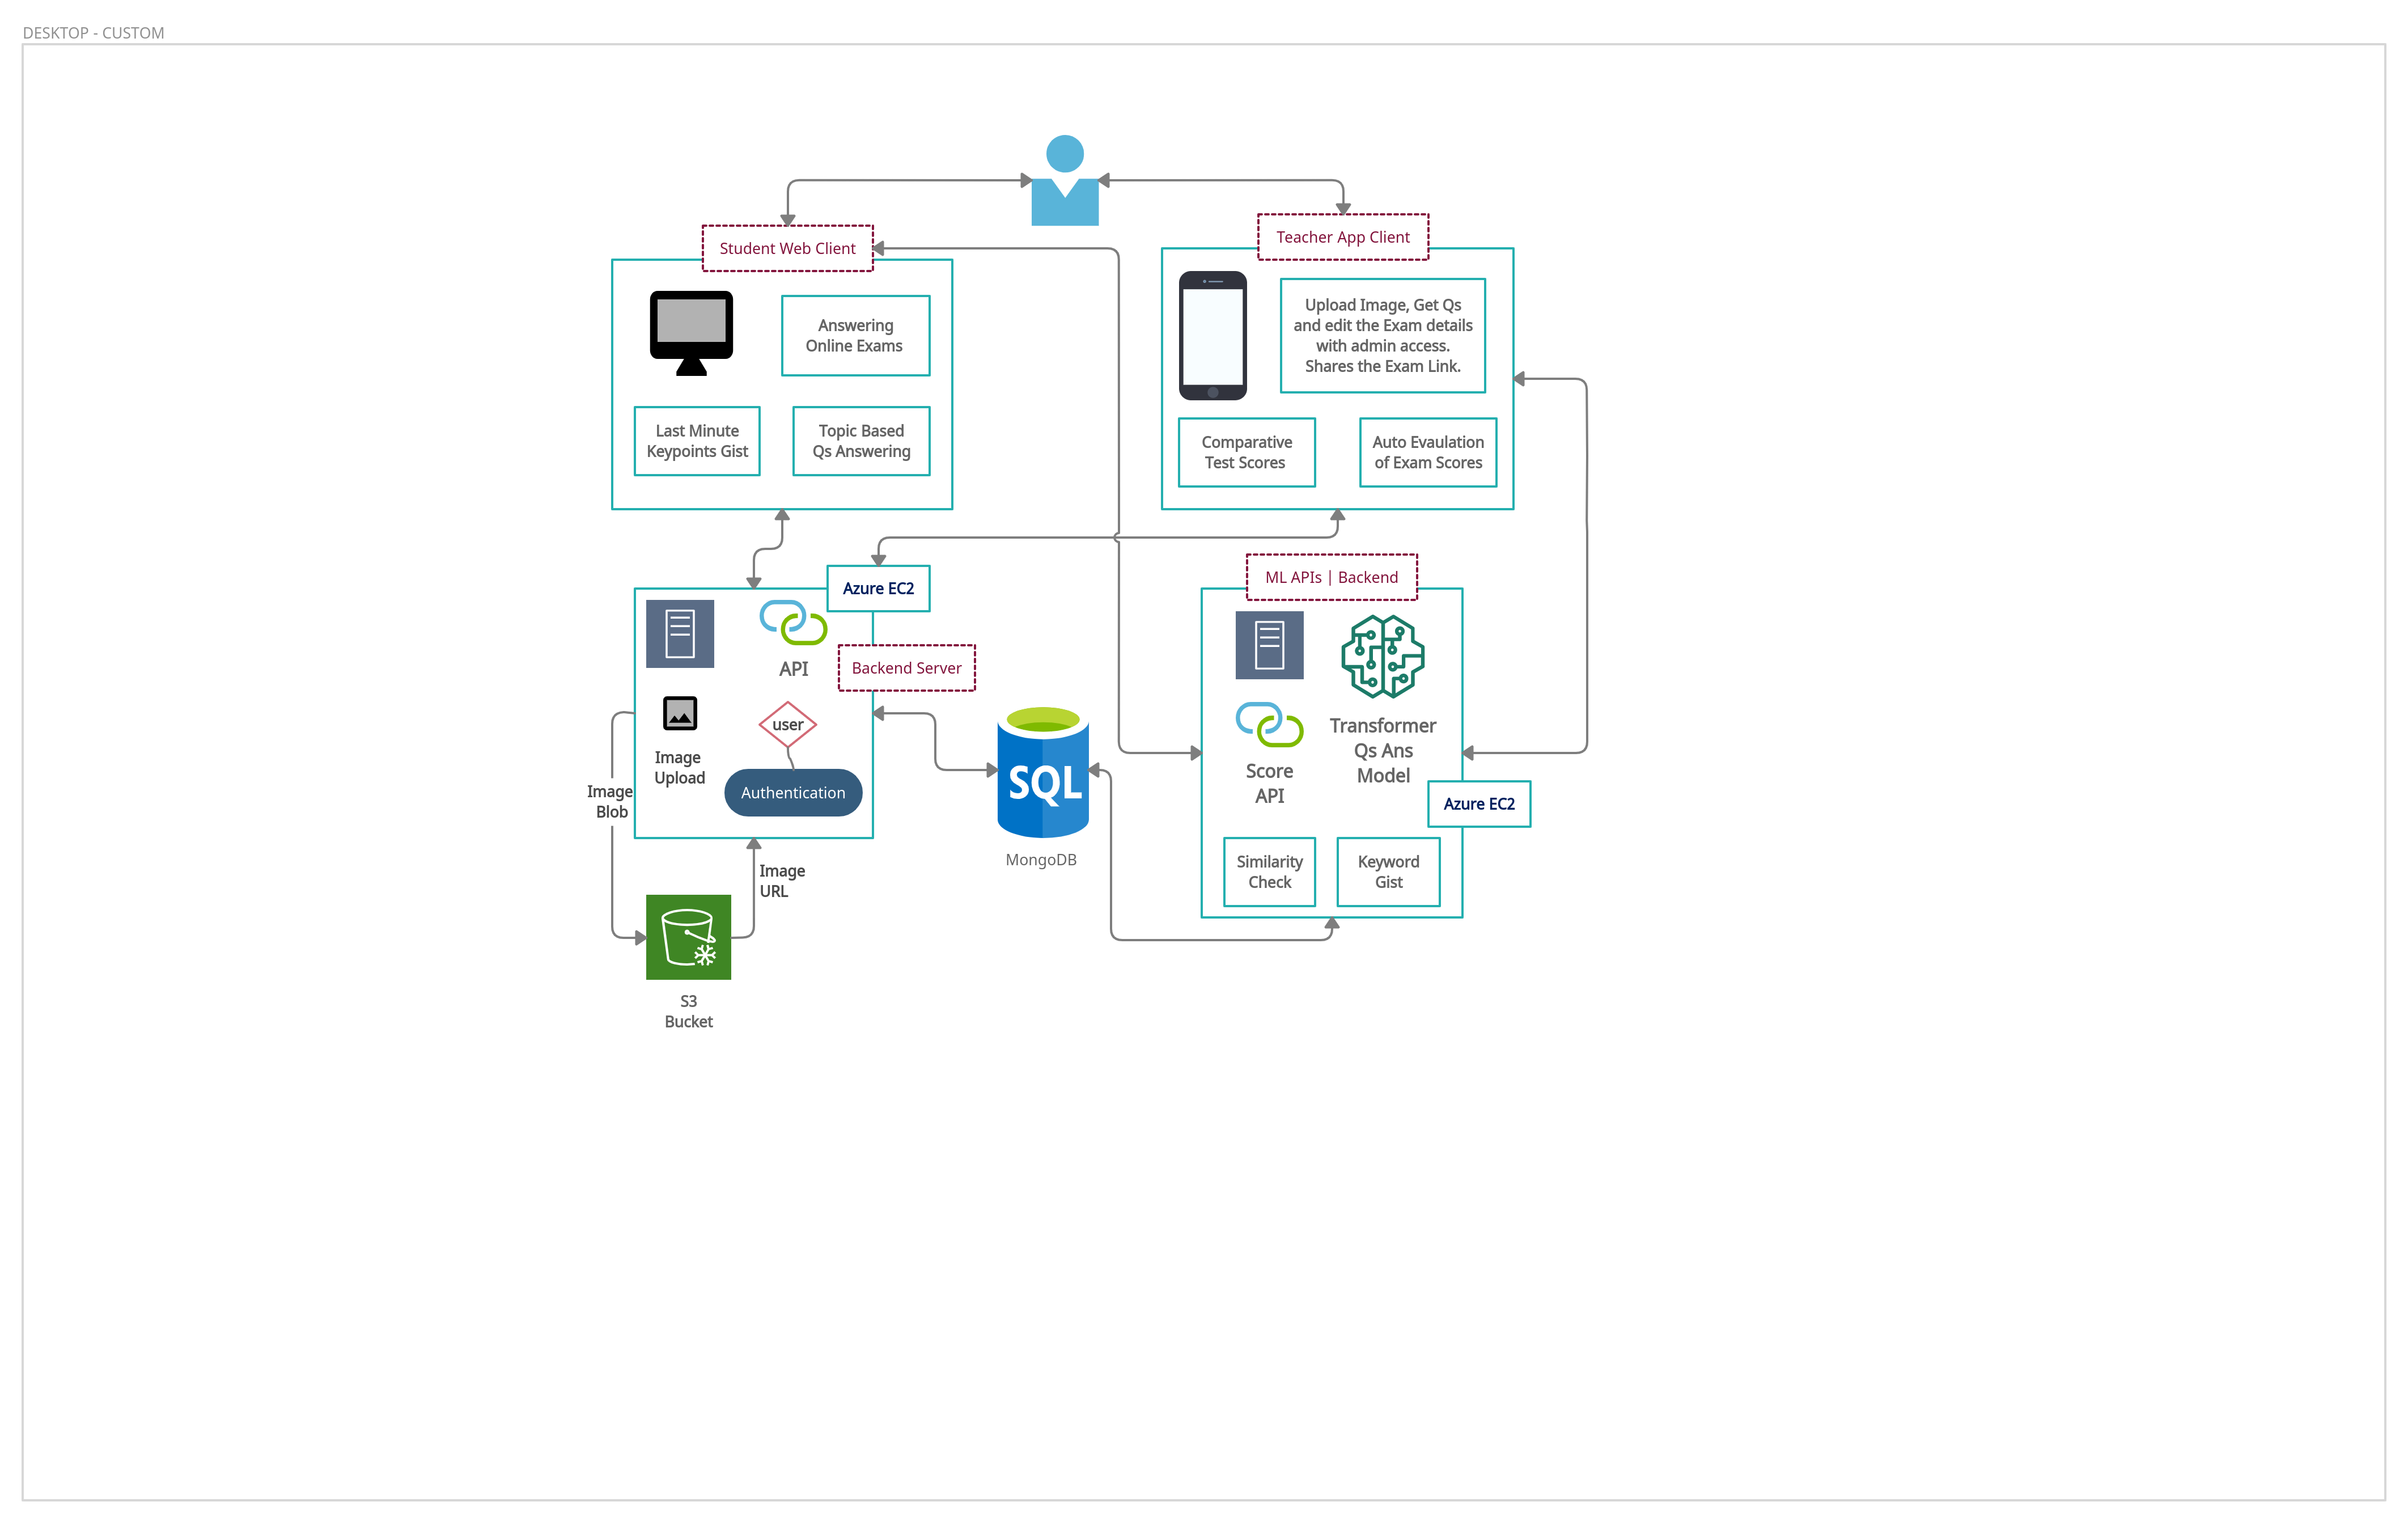 DESKTOP - CUSTOM
Student Web Client
Answering
Online Exams
Last Minute
Keypoints Gist
Topic Based
Qs Answering
Teacher App Client
Upload Image, Get Qs
and edit the Exam details
with admin access.
Shares the Exam Link.
Comparative
Test Scores
Auto Evaulation
of Exam Scores
Azure EC2
API
Backend Server
user
Image
Upload
Authentication
Image
Blob
Image
URL
S3
Bucket
SQL
MongoDB
ML APIs | Backend
Transformer
Qs Ans
Model
Score
API
Azure EC2
Similarity
Check
Keyword
Gist